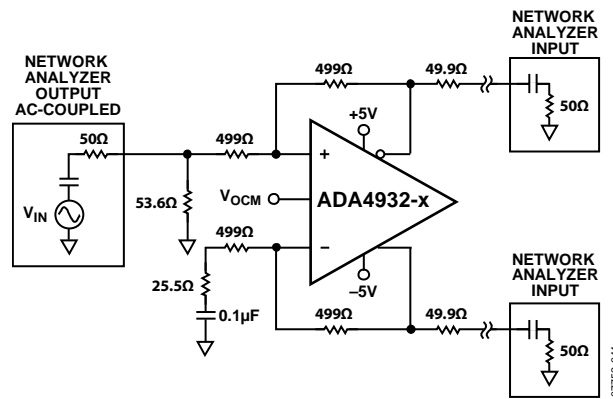 NETWORK
ANALYZER
INPUT
NETWORK
ANALYZER
OUTPUT
AC-COUPLED
499Ω
49.9Ω
50Ω
+5V
50Ω
499Ω
+
VIN
53.6Ω
VOCM
ADA4932-x
499Ω
−
25.5Ω
−5V
0.1µF
NETWORK
ANALYZER
INPUT
499Ω
49.9Ω
50Ω